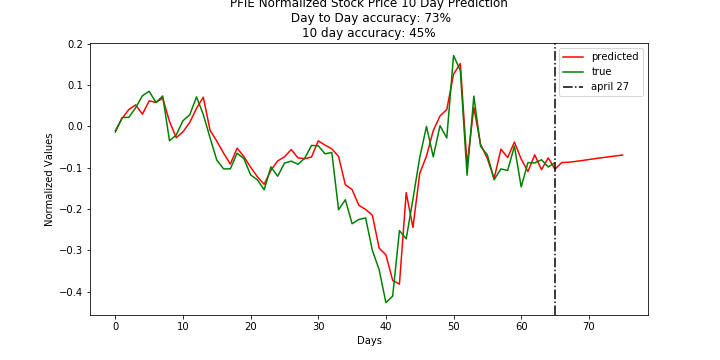 PFIE Normalized Stock Price 10 Day Prediction
Day to Day accuracy: 73%
10 day accuracy: 45%
0.2
0.1
0.0
−0.1
−0.2
−0.3
−0.4
Normalized Values
predicted
true
april 27
0 10 20 30 40 50 60 70
Days